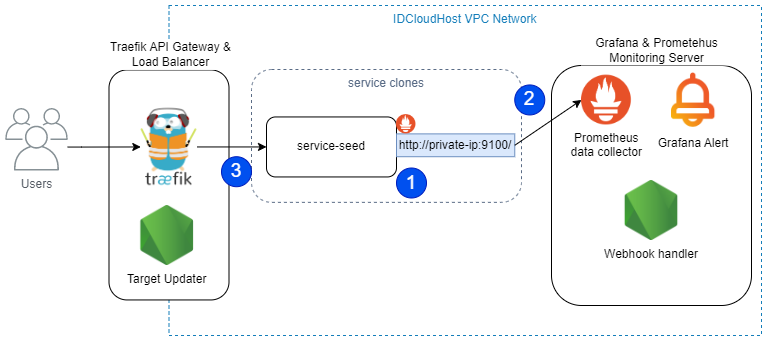 IDCloudHost VPC Network
Traefik API Gateway &
Load Balancer
Grafana & Prometehus
Monitoring Server
service clones
2
service-seed
http://private-ip:9100/
Prometheus
data collector
Grafana Alert
træfik
3
1
Users
Target Updater
Webhook handler